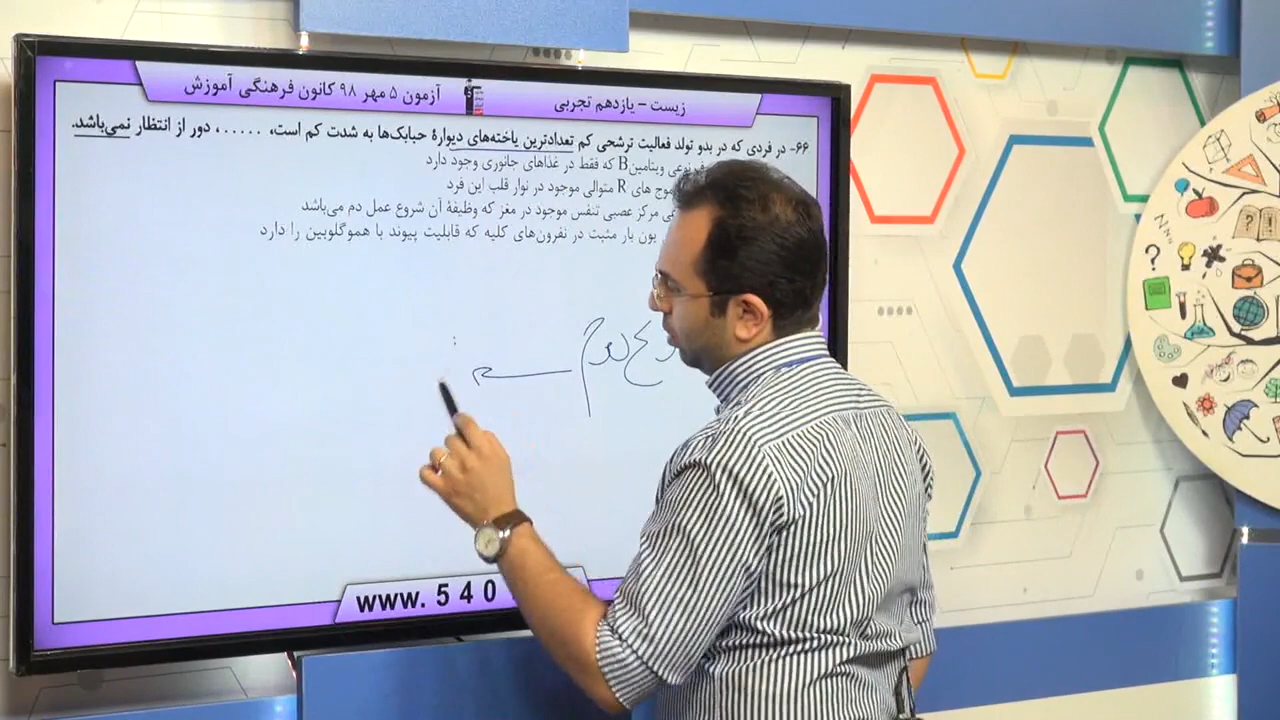 زیست - یازدهم تجربی
آزمون ۵ مهر ۹۸ کانون فرهنگی آموزش
۶۶- در فردی که در بدو تولد فعالیت ترشحی کم تعدادترین یاخته‌های دیوارهٔ حبابک‌ها به شدت کم است، ......، دور از انتظار نمی‌باشد.
نوعی ویتامین B که فقط در غذاهای جانوری وجود دارد
موج های R متوالی موجود در نوار قلب این فرد
مرکز عصبی تنفس موجود در مغز که وظیفهٔ آن شروع عمل دم می‌باشد
یون بار مثبت در نفرون‌های کلیه که قابلیت پیوند با هموگلوبین را دارد
www. 540